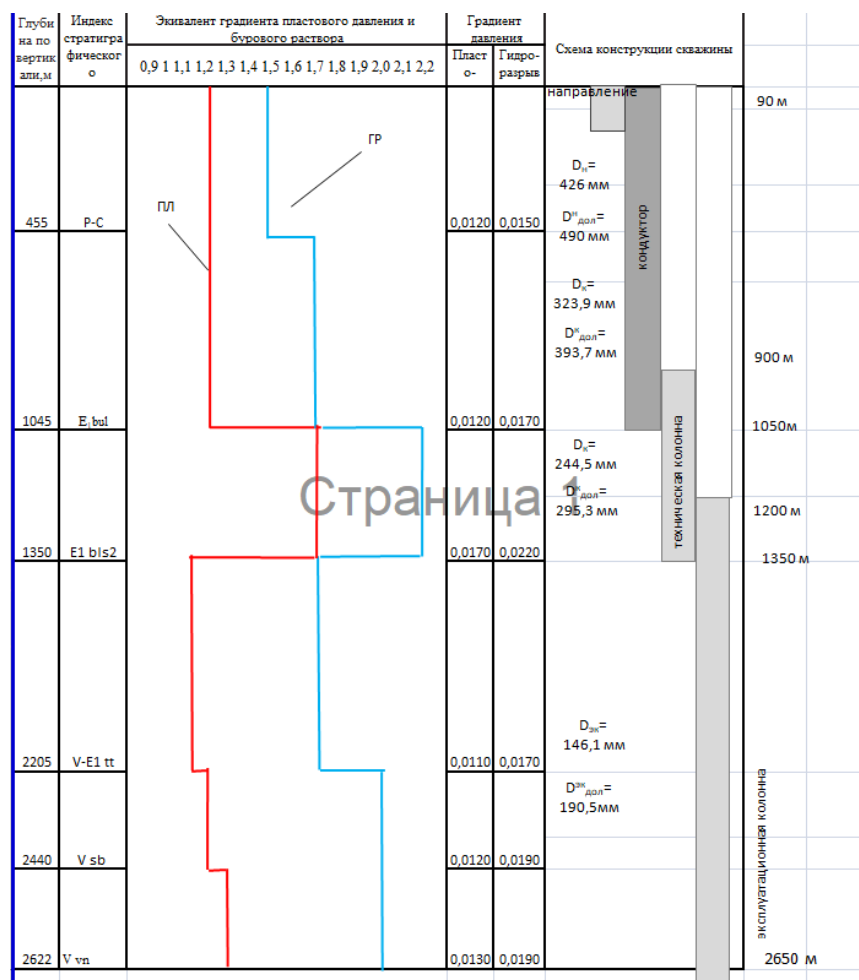 Глуби
на по
вертик
али,м
Индекс
стратигра
фическог
о
Экивалент градиента пластового давления и
бурового раствора
0,9 1 1,1 1,2 1,3 1,4 1,5 1,6 1,7 1,8 1,9 2,0 2,1 2,2
Градиент
давления
Пласт
о-
Гидро-
разрыв
Схема конструкции скважины
направление
90 м
ГР
ПЛ
Dн=
426 мм
Dндол=
490 мм
455
P-C
0,0120
0,0150
кондуктор
Dк=
323,9 мм
Dкдол=
393,7 мм
900 м
1045
E1bul
0,0120
0,0170
1050м
Dк=
244,5 мм
Dкдол=
295,3 мм
техническая колонна
Страница 1
1200 м
1350
E1 bls2
0,0170
0,0220
1350 м
Dэк=
146,1 мм
Dэкдол=
190,5мм
2205
V-E1 tt
0,0110
0,0170
эксплуатационная колонна
2440
V sb
0,0120
0,0190
2622
V vn
0,0130
0,0190
2650 м